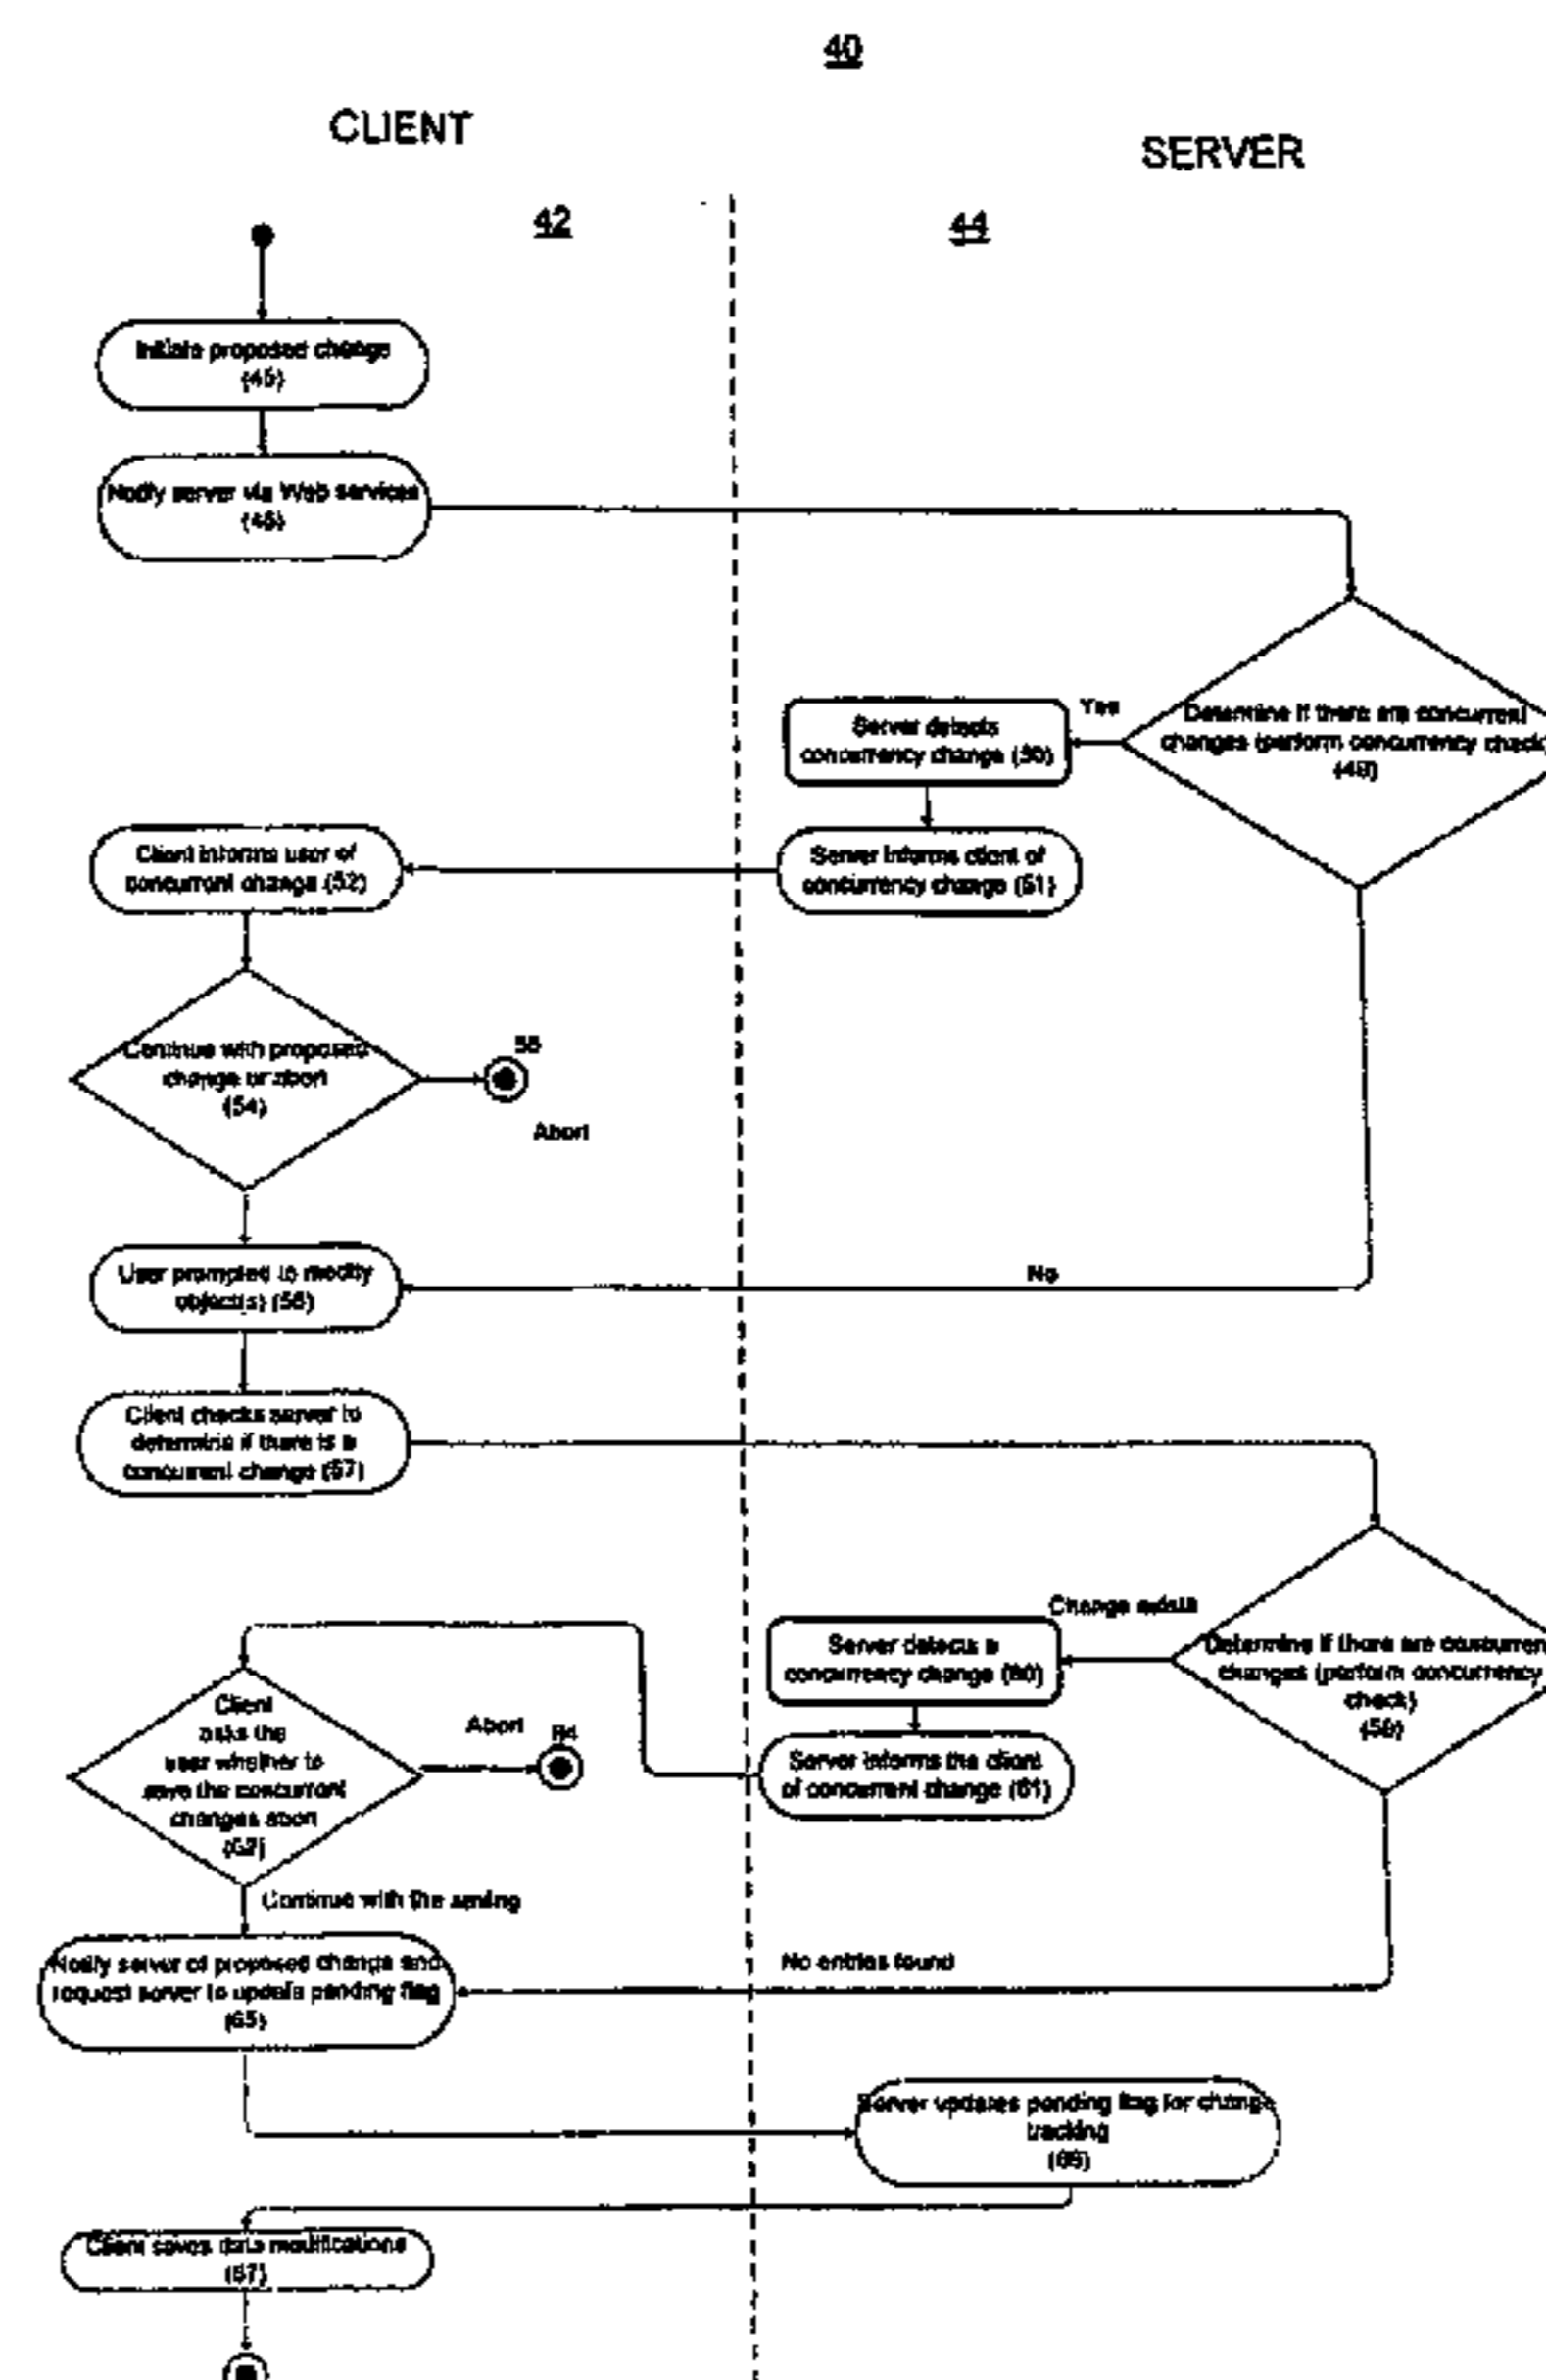 40
CLIENT
SERVER
42
44
Initiate proposed change
(45)
Notify server via Web services
Determine if there are concurrent
changes (perform concurrency check)
Yes
Server detects
concurrency change (50)
Server informs client of
concurrency change (51)
Client informs user of
concurrent change (52)
Continue with proposed
change or abort
(54)
Abort
User prompted to modify
object(s)
No
Client checks server to
determine if there is a
concurrent change (57)
Change exists
Determine if there are concurren
changes (perform concurrency
check)
Server detects a
concurrency change (60)
Server informs the client
of concurrent change (61)
Client
asks the
user whether to
save the concurrent
changes abort
(62)
Abort
64
Continue with the saving
No entries found
Notify server of proposed change and
request server to update pending flag
(65)
Server updates pending flag for change
tracking
(66)
Client saves data modifications
(67)